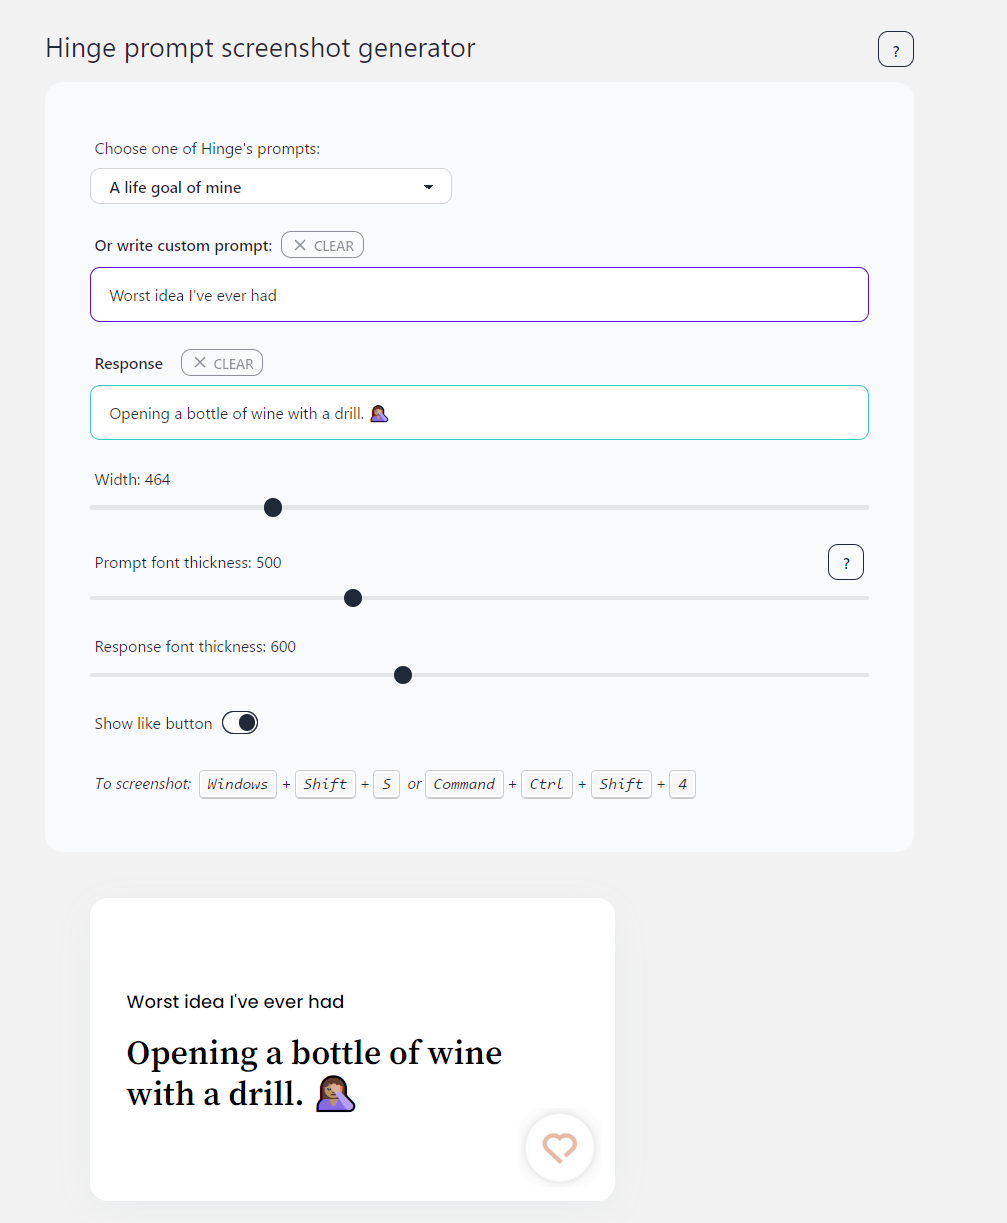 Hinge prompt screenshot generator
?
Choose one of Hinge's prompts:
A life goal of mine
Or write custom prompt: CLEAR
Worst idea I've ever had
Response CLEAR
Opening a bottle of wine with a drill. 🤦🏽‍♀️
Width: 464
Prompt font thickness: 500
?
Response font thickness: 600
Show like button
To screenshot: Windows + Shift + S or Command + Ctrl + Shift + 4
Worst idea I've ever had
Opening a bottle of wine
with a drill. 🤦🏽‍♀️